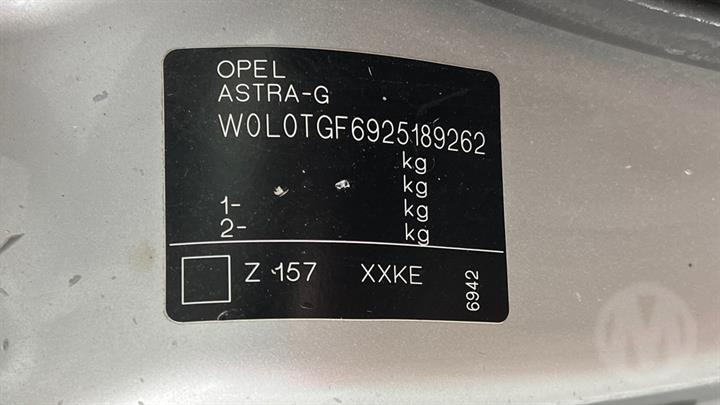 OPEL
ASTRA-G
W0L0TGF6925189262
kg
kg
1- kg
2- kg
Z 157 XXKE 6942
M